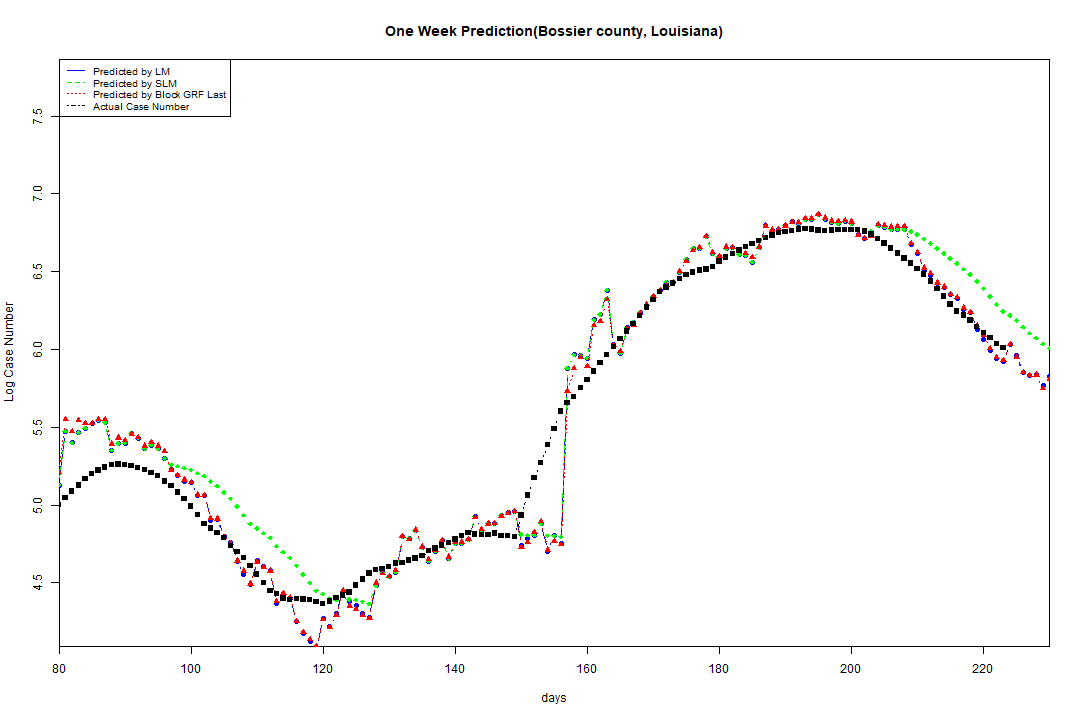 One Week Prediction(Bossier county, Louisiana)
Predicted by LM
Predicted by SLM
Predicted by Block GRF Last
Actual Case Number
Log Case Number
7.5
7.0
6.5
6.0
5.5
5.0
4.5
80 100 120 140 160 180 200 220
days